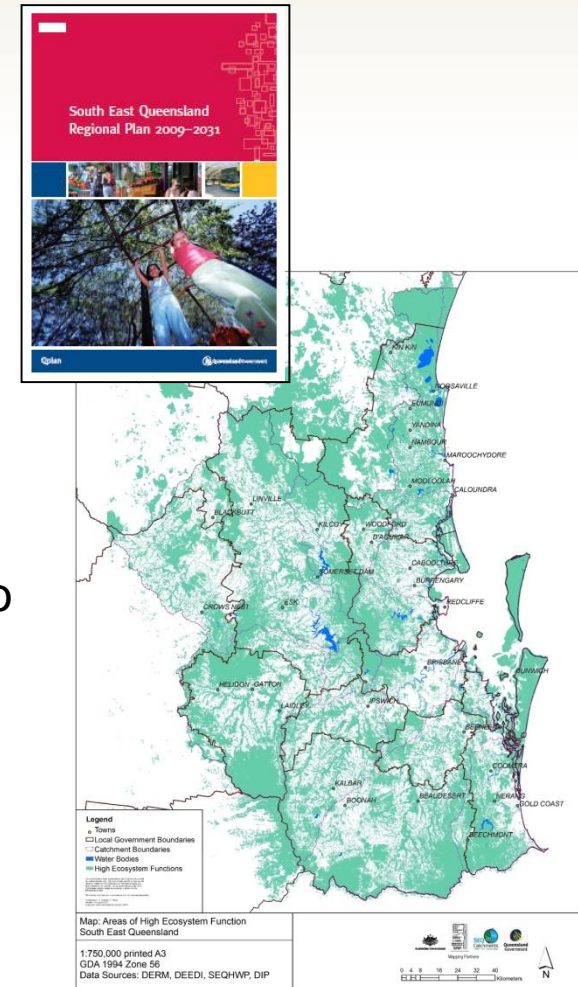 South East Queensland
Regional Plan 2009–2031
Qplan
Queensland Government
KIN KIN
EUMUNDI
YANDINA
NAMBOUR
MAROOCHYDORE
MOOLOOLAH
CALOUNDRA
LINVILLE
BLACKBUTT
KILCOY
WOODFORD
D'AGUILAR
CABOOLTURE
SOMERSET DAM
BURPENGARY
REDCLIFFE
CROWS NEST
ESK
BRISBANE
DUNWICH
HELIDON
GATTON
IPSWICH
LAIDLEY
COOMERA
KALBAR
BEAUDESERT
NERANG
BOONAH
GOLD COAST
BEECHMONT
Legend
Towns
Local Government Boundaries
Catchment Boundaries
Water Bodies
High Ecosystem Functions
Map: Areas of High Ecosystem Function
South East Queensland
1:750,000 printed A3
GDA 1994 Zone 56
Data Sources: DERM, DEEDI, SEQHWP, DIP
Mapping Partners
SEQ
Catchments
Queensland
Government
0 4 8 16 24 32 40
Kilometers
N